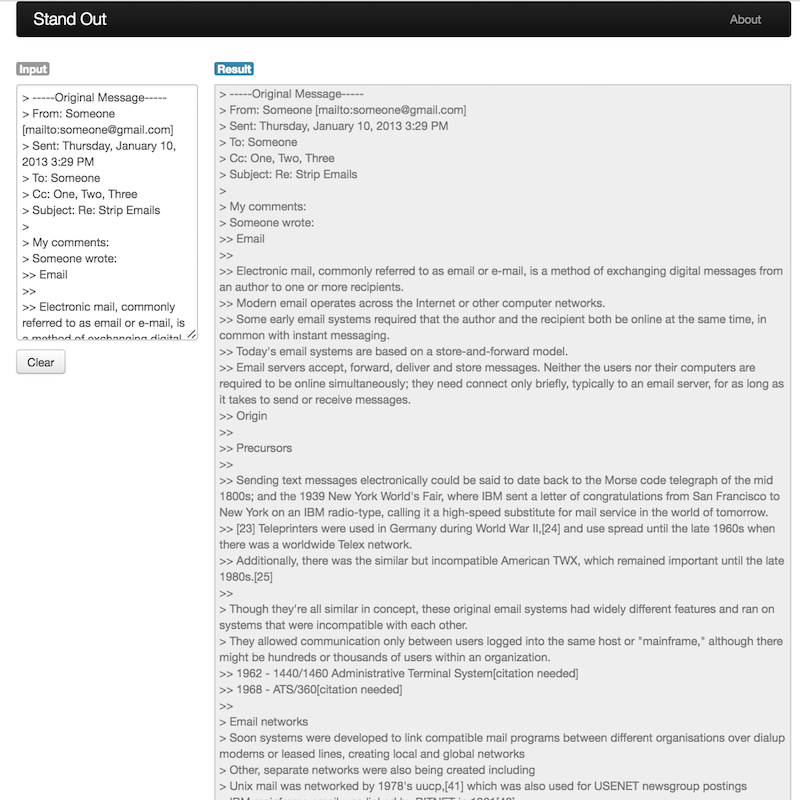 Stand Out
About
Input
> -----Original Message-----
> From: Someone
[mailto:someone@gmail.com]
> Sent: Thursday, January 10,
2013 3:29 PM
> To: Someone
> Cc: One, Two, Three
> Subject: Re: Strip Emails
>
> My comments:
> Someone wrote:
>> Email
>>
>> Electronic mail, commonly
referred to as email or e-mail, is
a method of exchanging digital
Clear
Result
> -----Original Message-----
> From: Someone [mailto:someone@gmail.com]
> Sent: Thursday, January 10, 2013 3:29 PM
> To: Someone
> Cc: One, Two, Three
> Subject: Re: Strip Emails
>
> My comments:
> Someone wrote:
>> Email
>>
>> Electronic mail, commonly referred to as email or e-mail, is a method of exchanging digital messages from
an author to one or more recipients.
>> Modern email operates across the Internet or other computer networks.
>> Some early email systems required that the author and the recipient both be online at the same time, in
common with instant messaging.
>> Today's email systems are based on a store-and-forward model.
>> Email servers accept, forward, deliver and store messages. Neither the users nor their computers are
required to be online simultaneously; they need connect only briefly, typically to an email server, for as long as
it takes to send or receive messages.
>> Origin
>>
>> Precursors
>>
>> Sending text messages electronically could be said to date back to the Morse code telegraph of the mid
1800s; and the 1939 New York World's Fair, where IBM sent a letter of congratulations from San Francisco to
New York on an IBM radio-type, calling it a high-speed substitute for mail service in the world of tomorrow.
>> [23] Teleprinters were used in Germany during World War II,[24] and use spread until the late 1960s when
there was a worldwide Telex network.
>> Additionally, there was the similar but incompatible American TWX, which remained important until the late
1980s.[25]
>>
> Though they're all similar in concept, these original email systems had widely different features and ran on
systems that were incompatible with each other.
> They allowed communication only between users logged into the same host or "mainframe," although there
might be hundreds or thousands of users within an organization.
>> 1962 - 1440/1460 Administrative Terminal System[citation needed]
>> 1968 - ATS/360[citation needed]
>>
> Email networks
> Soon systems were developed to link compatible mail programs between different organisations over dialup
modems or leased lines, creating local and global networks
> Other, separate networks were also being created including
> Unix mail was networked by 1978's uucp,[41] which was also used for USENET newsgroup postings